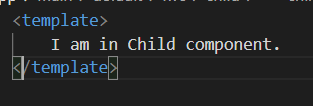 <template>
I am in Child component.
</template>